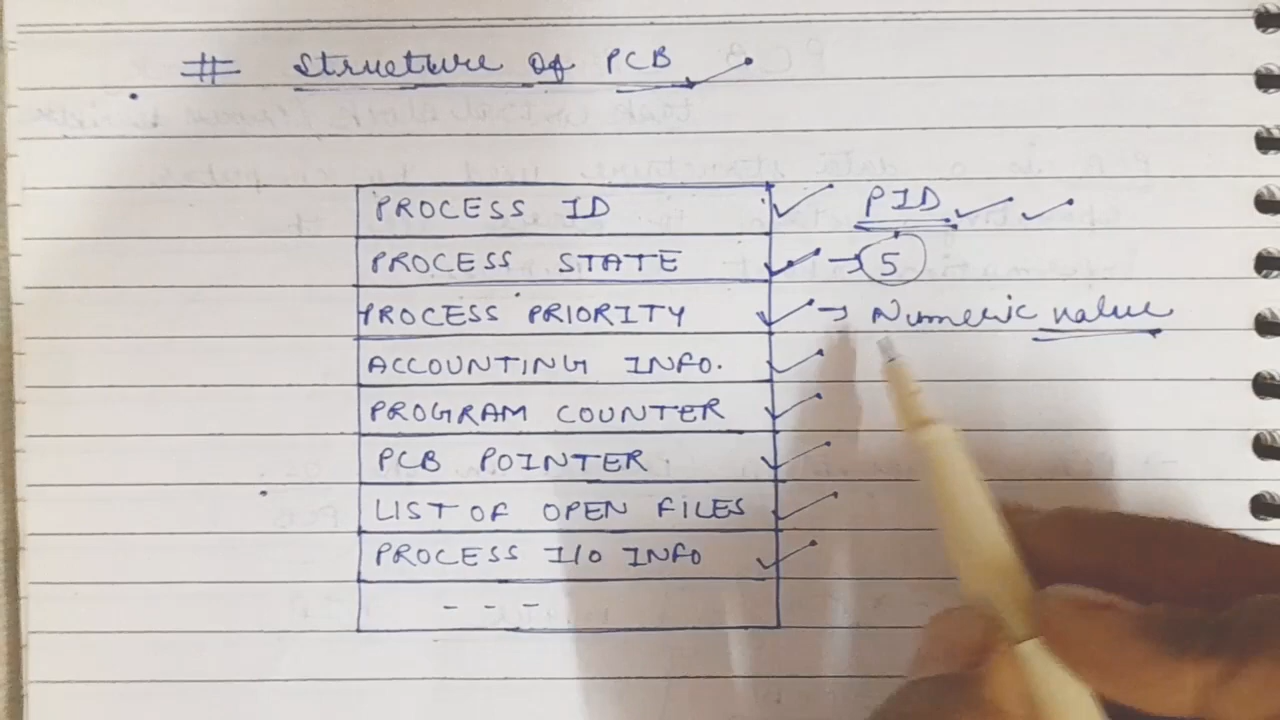 # Structure of PCB
PROCESS ID PID
PROCESS STATE → 5
PROCESS PRIORITY → Numeric value
ACCOUNTING INFO.
PROGRAM COUNTER
PCB POINTER
LIST OF OPEN FILES
PROCESS I/O INFO
- - -